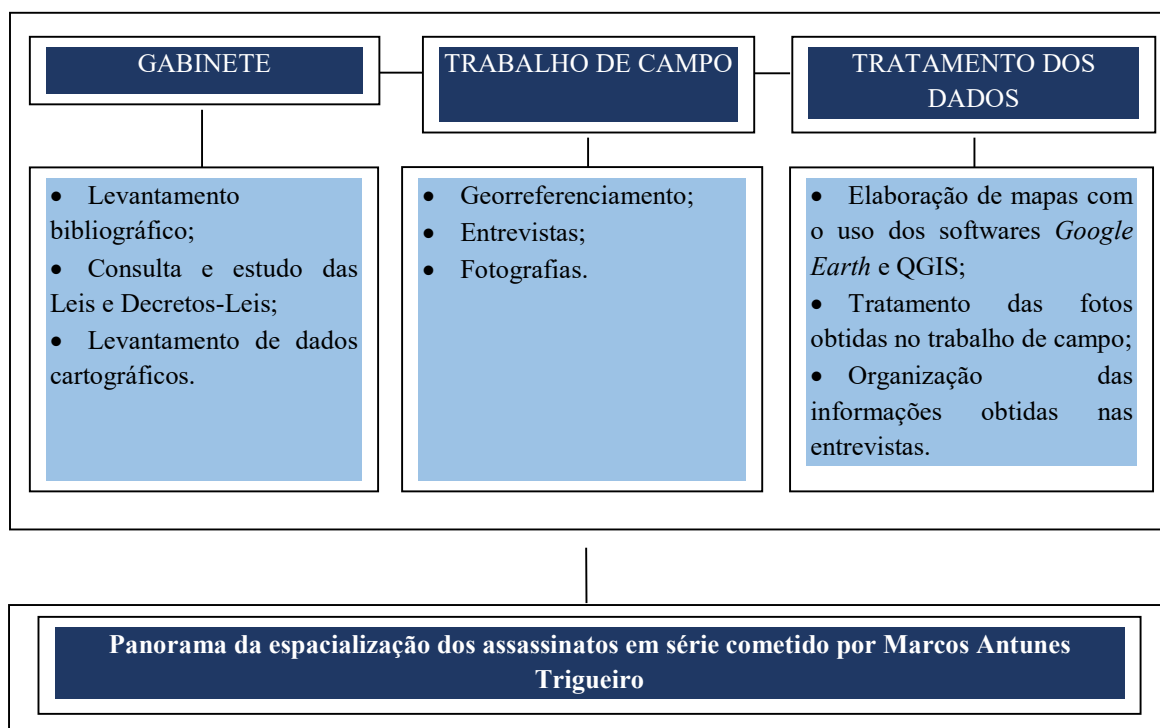 GABINETE
TRABALHO DE CAMPO
TRATAMENTO DOS
DADOS
• Levantamento
bibliográfico;
• Consulta e estudo das
Leis e Decretos-Leis;
• Levantamento de dados
cartográficos.
• Georreferenciamento;
• Entrevistas;
• Fotografias.
• Elaboração de mapas com
o uso dos softwares Google
Earth e QGIS;
• Tratamento das fotos
obtidas no trabalho de campo;
• Organização das
informações obtidas nas
entrevistas.
Panorama da espacialização dos assassinatos em série cometido por Marcos Antunes
Trigueiro